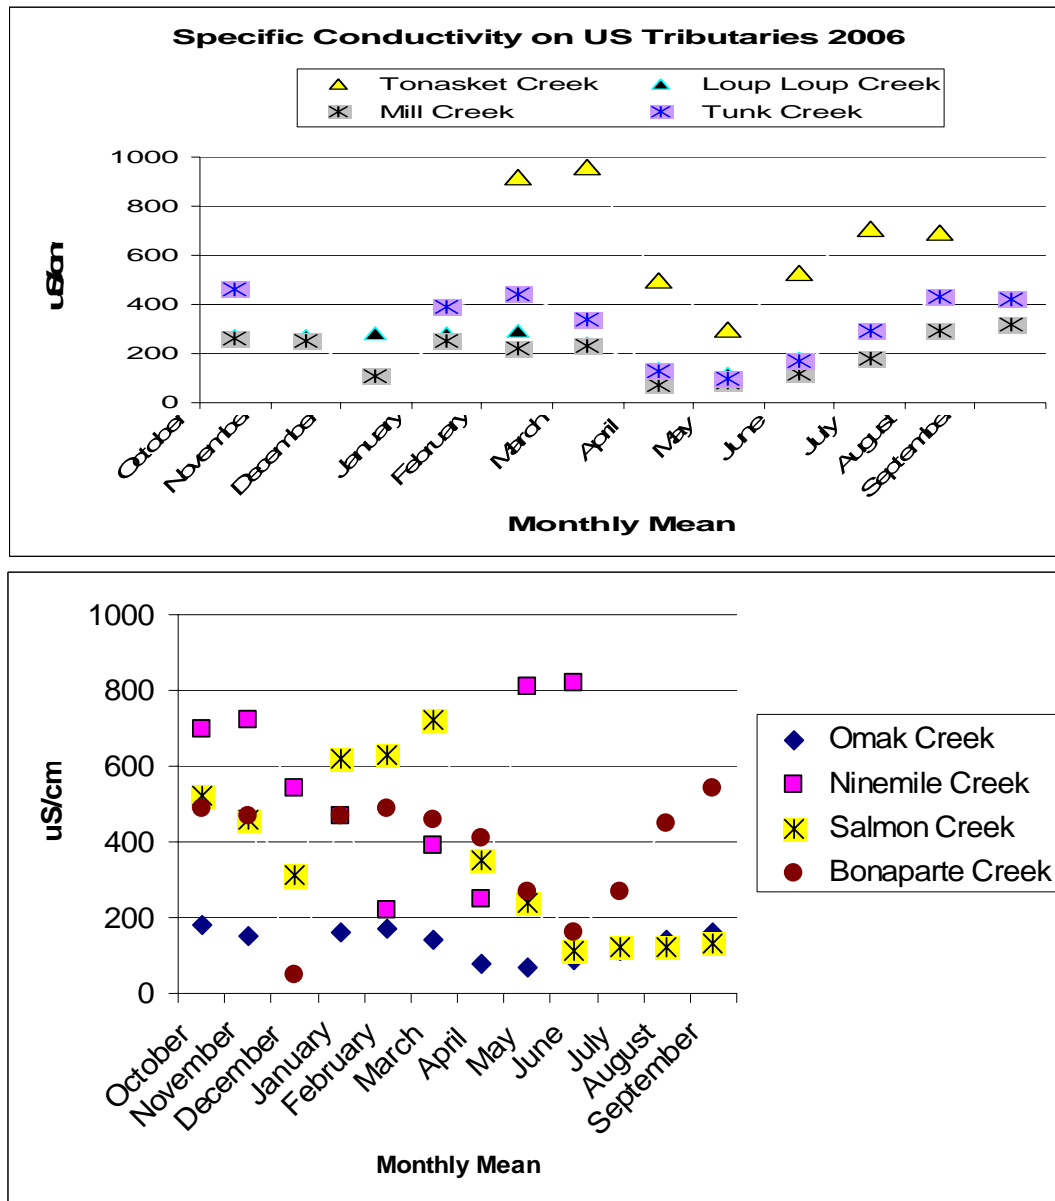 Specific Conductivity on US Tributaries 2006
Tonasket Creek Loup Loup Creek
Mill Creek Tunk Creek
1000
800
600
400
200
0
uS/cm
October November December January February March April May June July August September
Monthly Mean
1000
800
600
400
200
0
uS/cm
Omak Creek
Ninemile Creek
Salmon Creek
Bonaparte Creek
October November December January February March April May June July August September
Monthly Mean